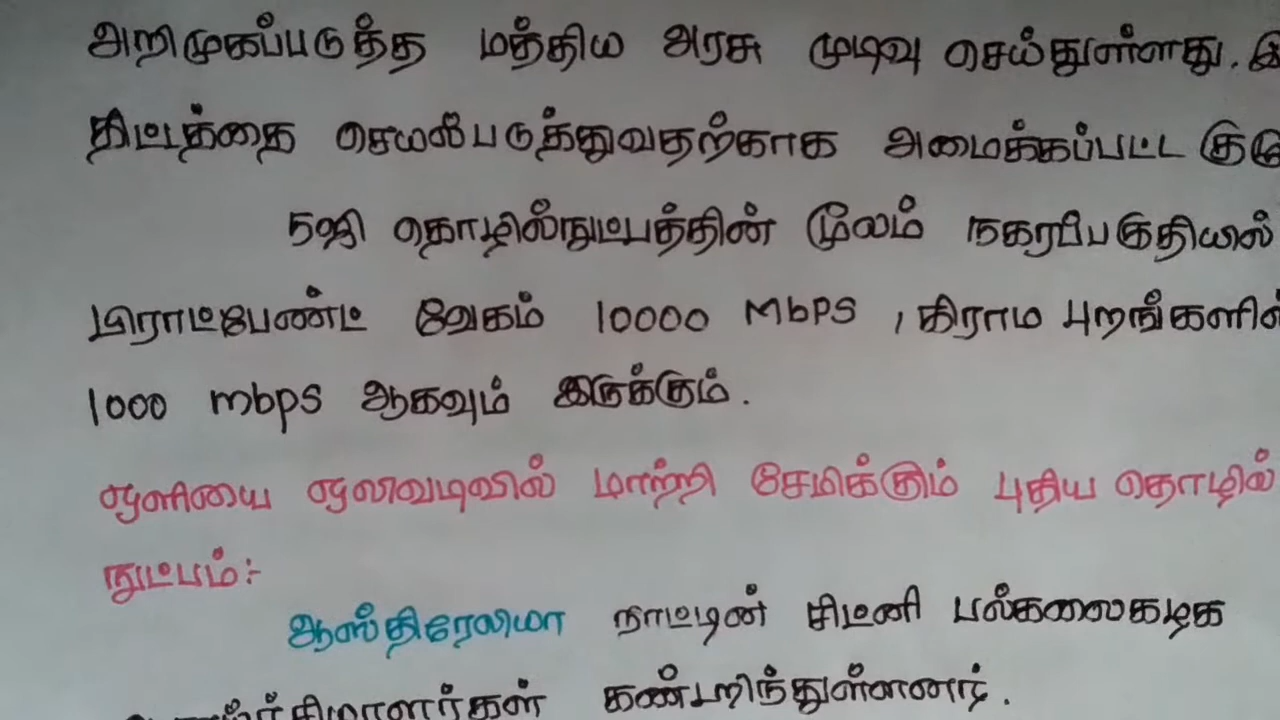 அறிமுகப்படுத்த மத்திய அரசு முடிவு செய்துள்ளது.
திட்டத்தை செயல்படுத்துவதற்காக அமைக்கப்பட்ட
5ஜி தொழில்நுட்பத்தின் மூலம் நகரப்பகுதியில்
பிராட்பேண்ட் வேகம் 10000 Mbps , கிராம புறங்களின்
1000 mbps ஆகவும் இருக்கும்.
ஒளியை ஒலிவடிவில் மாற்றி சேமிக்கும் புதிய தொழில்
நுட்பம்:-
ஆஸ்திரேலியா நாட்டின் சிட்னி பல்கலைகழக
கண்டறிந்துள்ளனர்.